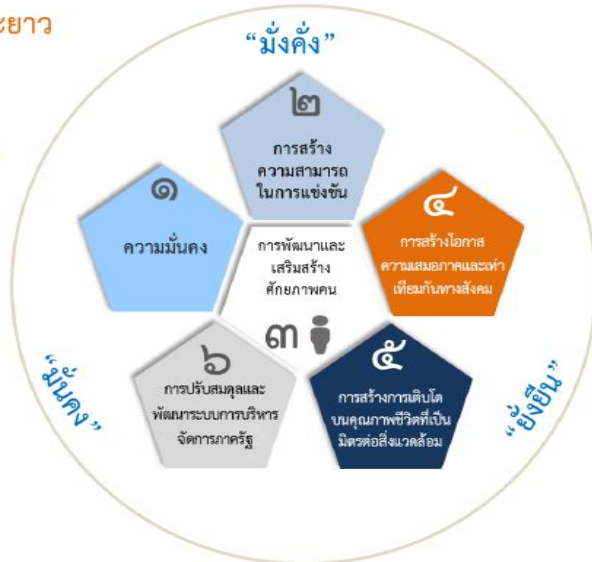 ะยาว
“มั่งคั่ง”
๒
การสร้าง
ความสามารถ
ในการแข่งขัน
๑
ความมั่นคง
๔
การสร้างโอกาส
ความเสมอภาคและเท่า
เทียมกันทางสังคม
การพัฒนาและ
เสริมสร้าง
ศักยภาพคน
๓
๖
การปรับสมดุลและ
พัฒนาระบบการบริหาร
จัดการภาครัฐ
๕
การสร้างการเติบโต
บนคุณภาพชีวิตที่เป็น
มิตรต่อสิ่งแวดล้อม
“มั่นคง”
“ยั่งยืน”